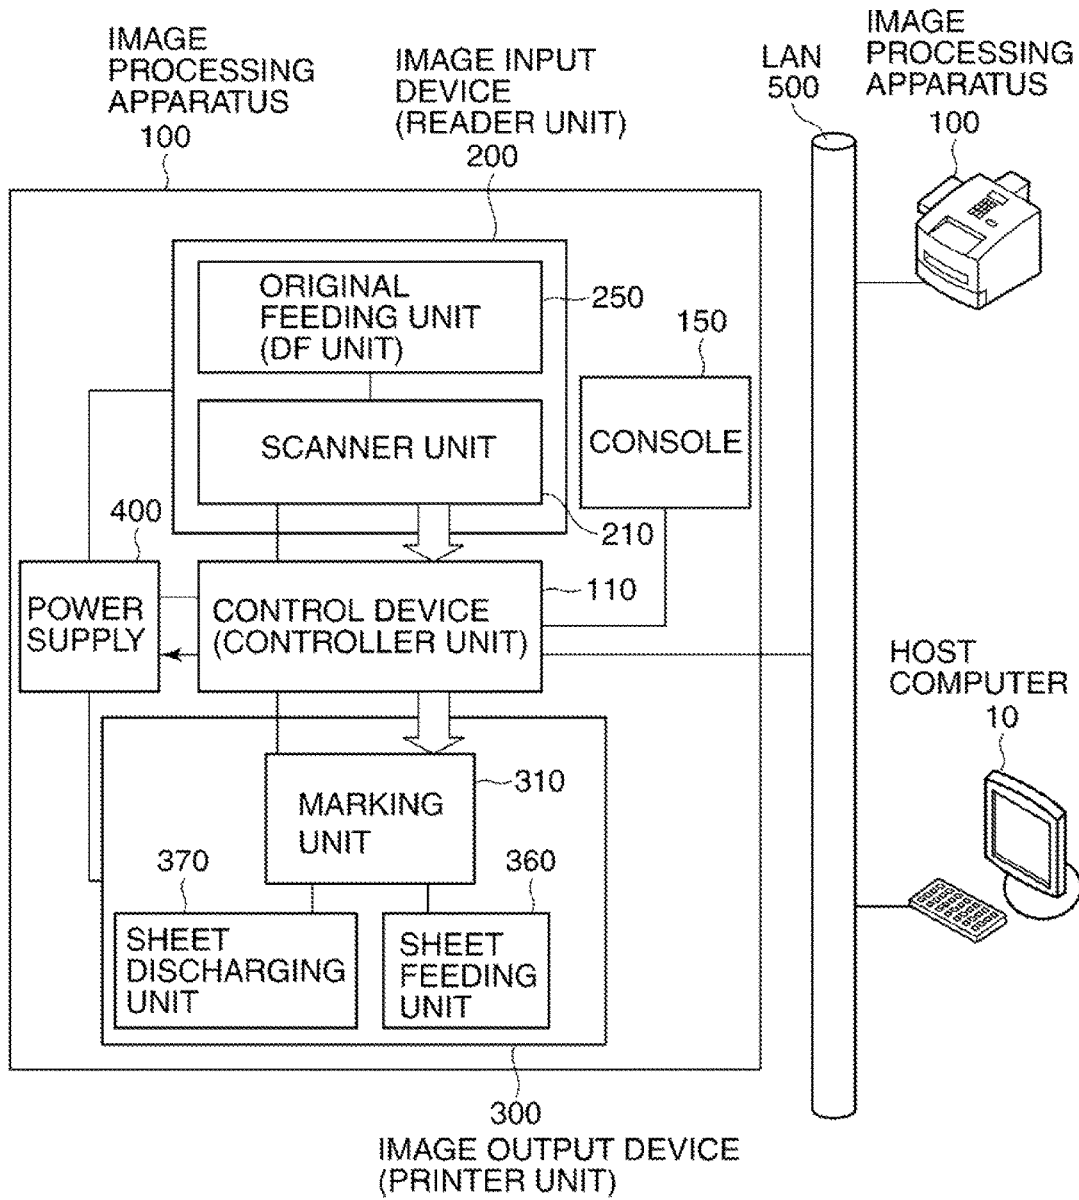 IMAGE
PROCESSING
APPARATUS
100
IMAGE INPUT
DEVICE
(READER UNIT)
200
LAN
500
IMAGE
PROCESSING
APPARATUS
100
ORIGINAL
FEEDING UNIT
(DF UNIT)
250
150
SCANNER UNIT
CONSOLE
400
210
POWER
SUPPLY
CONTROL DEVICE
(CONTROLLER UNIT)
110
HOST
COMPUTER
10
MARKING
UNIT
310
370
360
SHEET
DISCHARGING
UNIT
SHEET
FEEDING
UNIT
300
IMAGE OUTPUT DEVICE
(PRINTER UNIT)